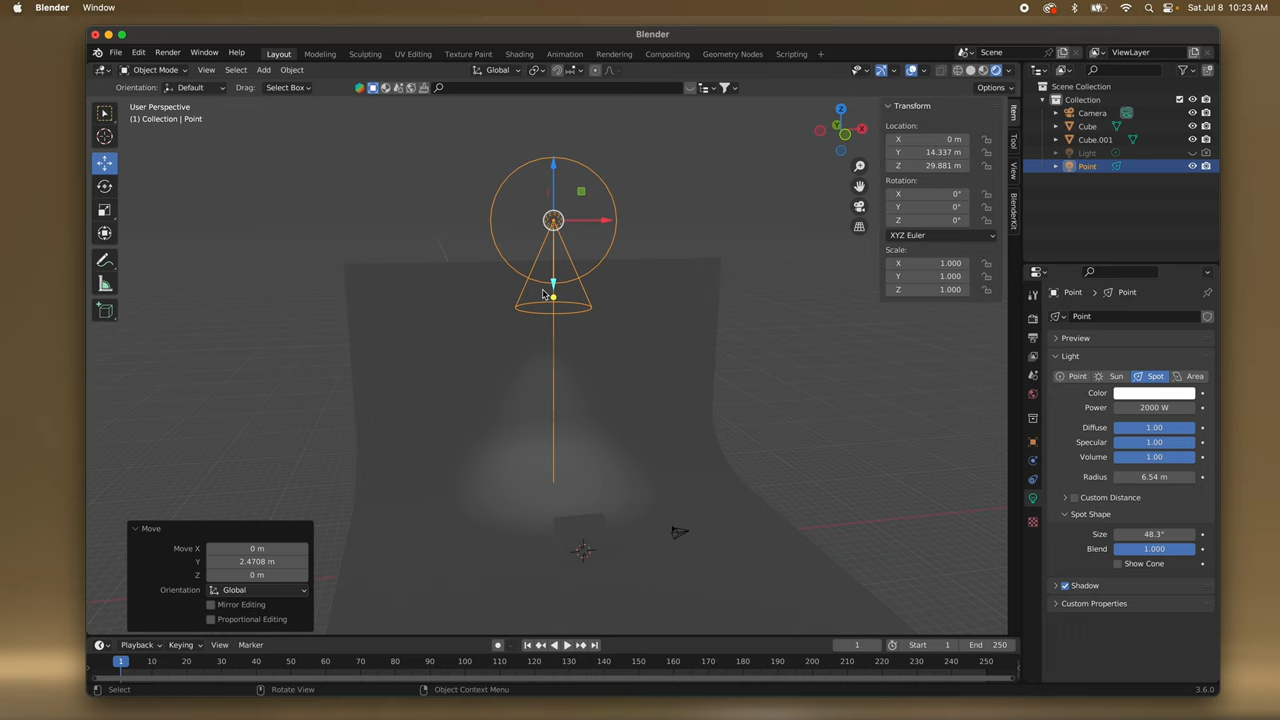 Blender Window Sat Jul 8 10:23 AM
Blender
File Edit Render Window Help Layout Modeling Sculpting UV Editing Texture Paint Shading Animation Rendering Compositing Geometry Nodes Scripting + Scene ViewLayer
Object Mode View Select Add Object Global
Orientation: Default Drag: Select Box Options
User Perspective
(1) Collection | Point
Z
Y
X
Transform
Location:
X 0 m
Y 14.337 m
Z 29.881 m
Rotation:
X 0°
Y 0°
Z 0°
XYZ Euler
Scale:
X 1.000
Y 1.000
Z 1.000
Item
Tool
View
BlenderKit
Scene Collection
Collection
Camera
Cube
Cube.001
Light
Point
Point Point
Point
Preview
Light
Point Sun Spot Area
Color
Power 2000 W
Diffuse 1.00
Specular 1.00
Volume 1.00
Radius 6.54 m
Custom Distance
Spot Shape
Size 48.3°
Blend 1.000
Show Cone
Shadow
Custom Properties
Move
Move X 0 m
Y 2.4708 m
Z 0 m
Orientation Global
Mirror Editing
Proportional Editing
Playback Keying View Marker 1 Start 1 End 250
1 10 20 30 40 50 60 70 80 90 100 110 120 130 140 150 160 170 180 190 200 210 220 230 240 250
Select Rotate View Object Context Menu 3.6.0